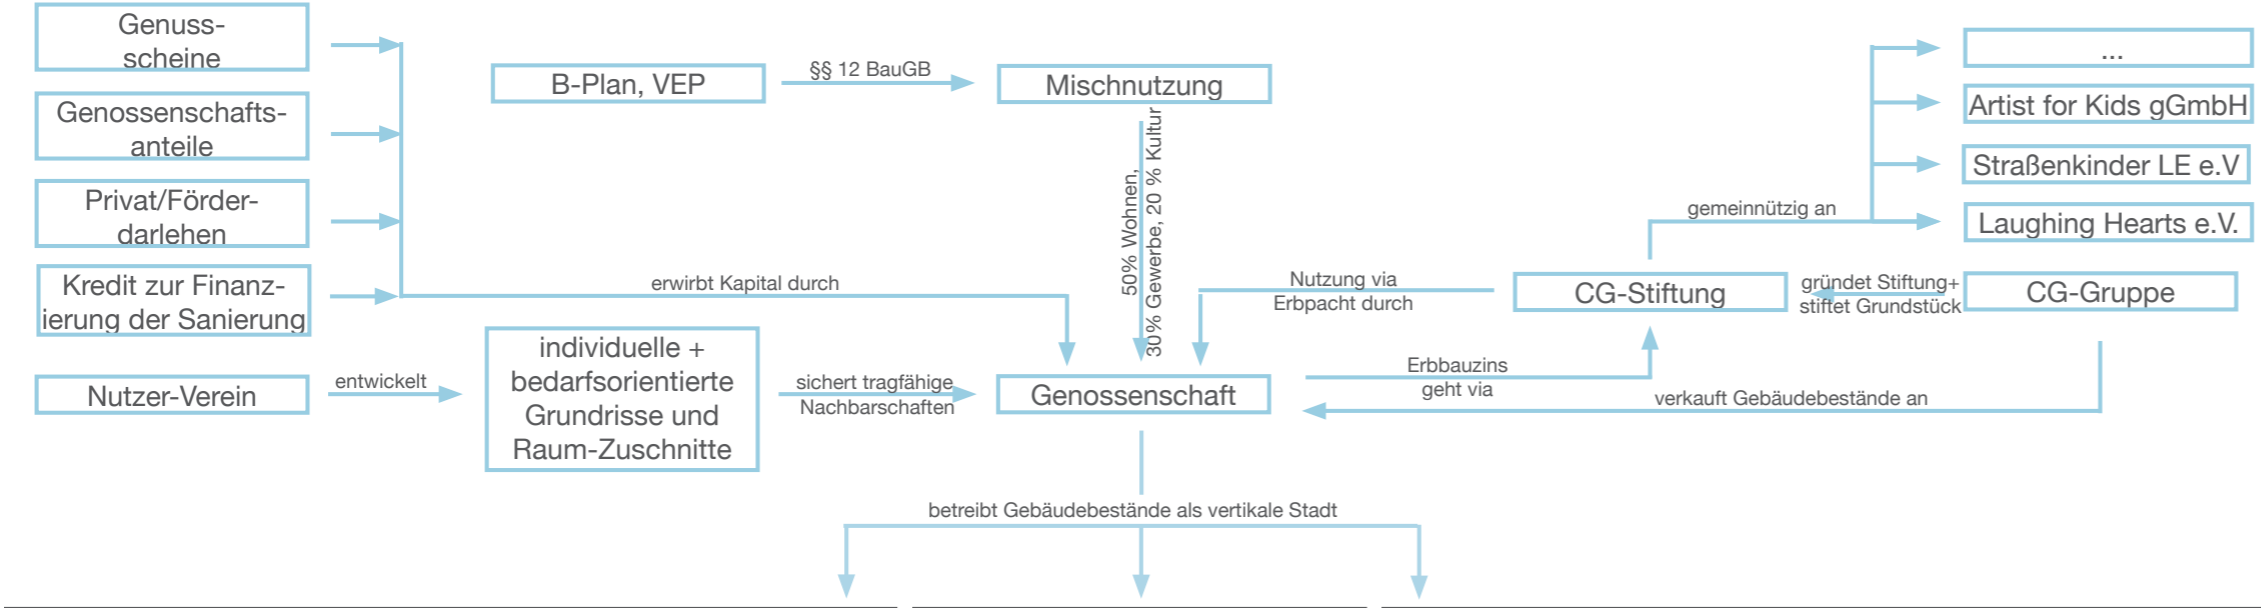 Genuss-
scheine
Genossenschafts-
anteile
Privat/Förder-
darlehen
Kredit zur Finanz-
ierung der Sanierung
Nutzer-Verein
entwickelt
individuelle +
bedarfsorientierte
Grundrisse und
Raum-Zuschnitte
sichert tragfähige
Nachbarschaften
erwirbt Kapital durch
B-Plan, VEP
§§ 12 BauGB
Mischnutzung
50% Wohnen,
30% Gewerbe, 20 % Kultur
Genossenschaft
Nutzung via
Erbpacht durch
Erbbauzins
geht via
CG-Stiftung
gemeinnützig an
...
Artist for Kids gGmbH
Straßenkinder LE e.V
Laughing Hearts e.V.
gründet Stiftung+
stiftet Grundstück
CG-Gruppe
verkauft Gebäudebestände an
betreibt Gebäudebestände als vertikale Stadt